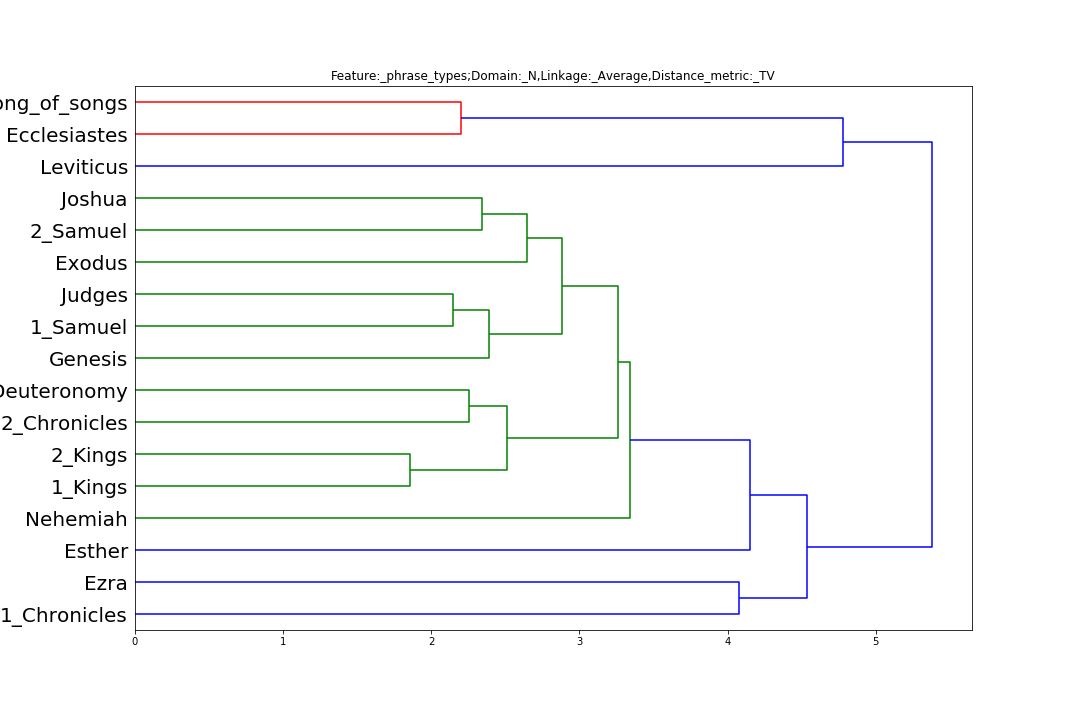 Feature:_phrase_types;Domain:_N,Linkage:_Average,Distance_metric:_TV
ong_of_songs
Ecclesiastes
Leviticus
Joshua
2_Samuel
Exodus
Judges
1_Samuel
Genesis
Deuteronomy
2_Chronicles
2_Kings
1_Kings
Nehemiah
Esther
Ezra
1_Chronicles
0 1 2 3 4 5